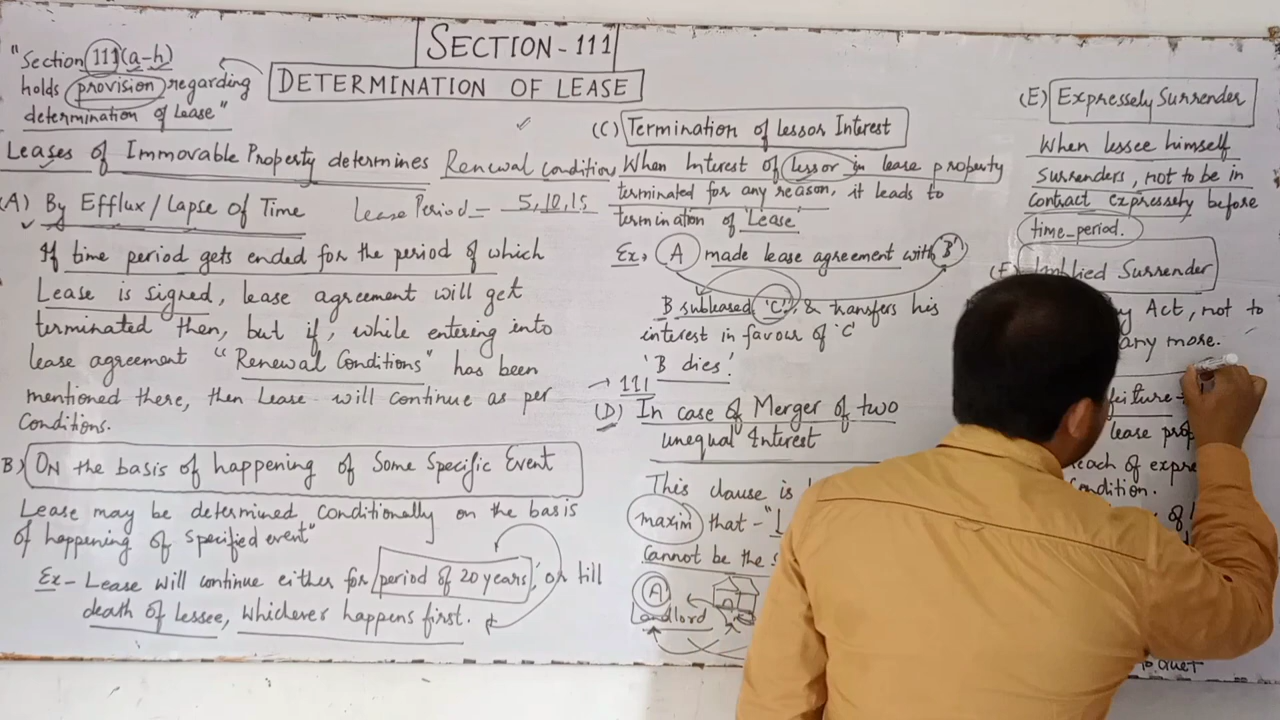 SECTION-111
DETERMINATION OF LEASE
"Section 111(a-h)
holds provision regarding
determination of Lease"
Leases of Immovable Property determines Renewal condition
(A) By Efflux/Lapse of Time Lease Period - 5,10,15
If time period gets ended for the period of which
Lease is signed, lease agreement will get
terminated then, but if, while entering into
lease agreement "Renewal Conditions" has been
mentioned there, then Lease will continue as per
Conditions.
B) ON the basis of happening of Some Specific Event
Lease may be determined Conditionally on the basis
of happening of specified event"
Ex- Lease will continue either for period of 20 years, or till
death of lessee, whichever happens first.
(C) Termination of lessor Interest
When Interest of lessor in lease property
terminated for any reason, it leads to
termination of 'Lease'
Ex, A made lease agreement with 'B'
B subleased 'C', & transfers his
interest in favour of 'C'
'B dies'.
→ 111
(D) In case of Merger of two
unequal Interest
This clause is
maxim that - "
Cannot be the
A
Landlord
(E) Expressely Surrender
When lessee himself
Surrenders, not to be in
contract expressely before
time-period.
(F) Implied Surrender
Act, not to
any more.
lease
of
Condition.
of